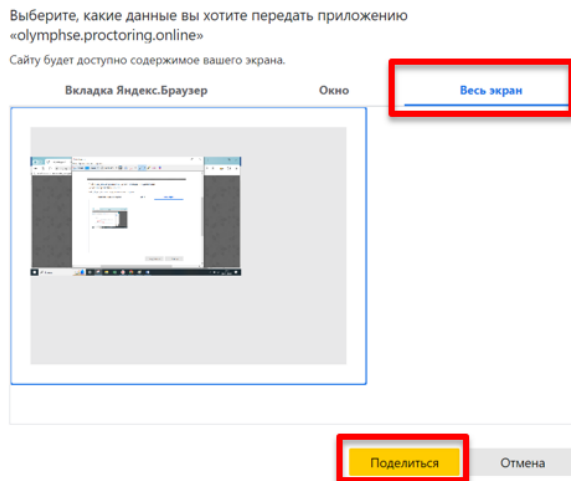 Выберите, какие данные вы хотите передать приложению
«olymphse.proctoring.online»
Сайту будет доступно содержимое вашего экрана.
Вкладка Яндекс.Браузер Окно Весь экран
Поделиться Отмена